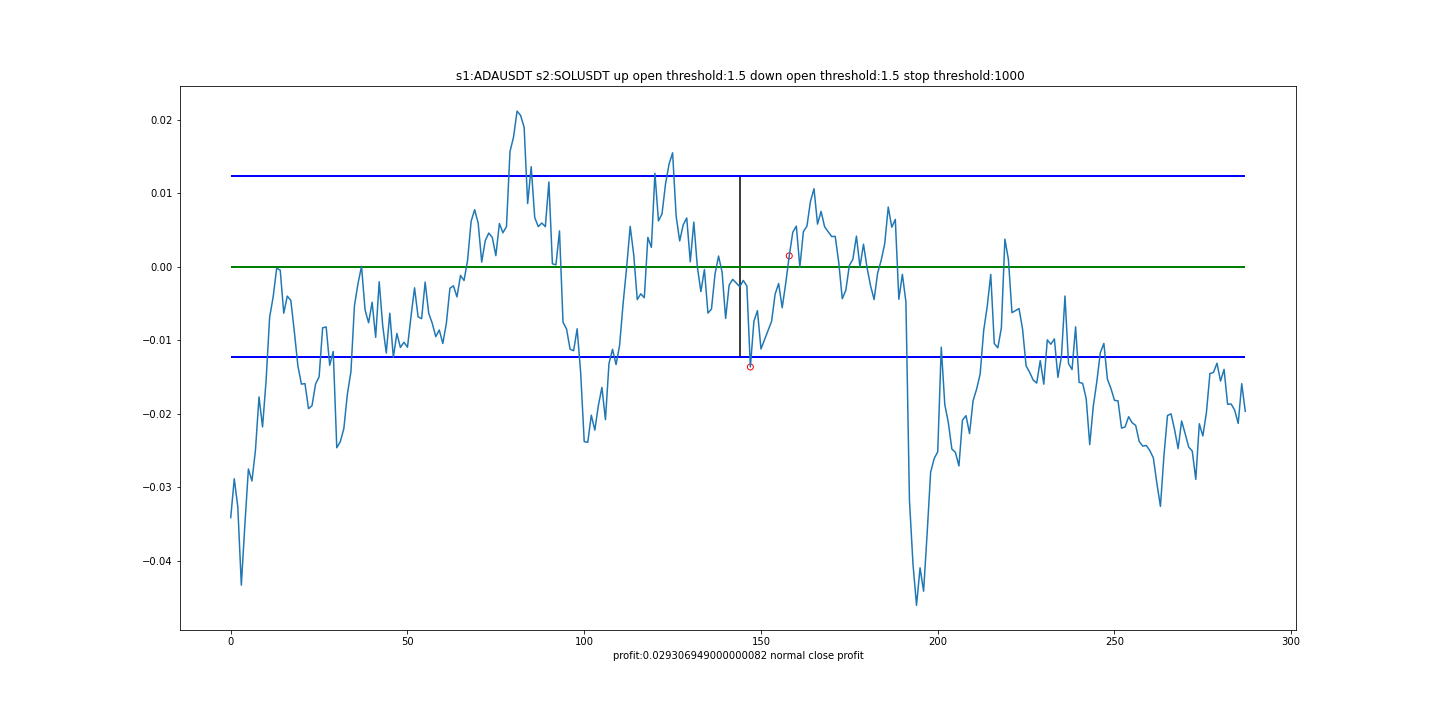 s1:ADAUSDT s2:SOLUSDT up open threshold:1.5 down open threshold:1.5 stop threshold:1000
0.02
0.01
0.00
−0.01
−0.02
−0.03
−0.04
0 50 100 150 200 250 300
profit:0.029306949000000082 normal close profit